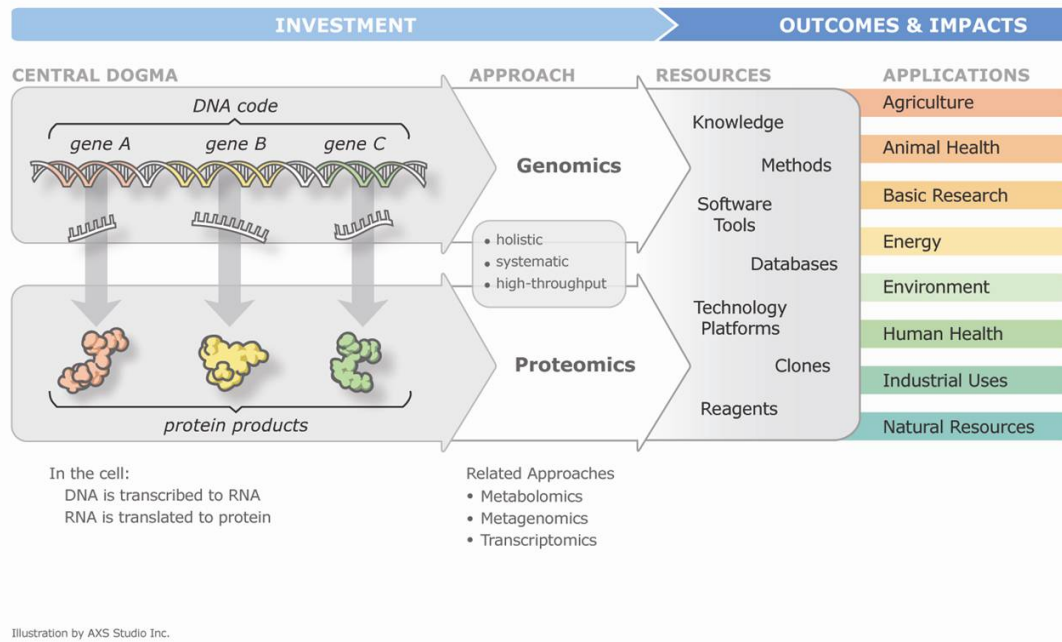 INVESTMENT
OUTCOMES & IMPACTS
CENTRAL DOGMA
APPROACH
RESOURCES
APPLICATIONS
DNA code
gene A
gene B
gene C
Genomics
• holistic
• systematic
• high-throughput
Proteomics
protein products
Knowledge
Methods
Software
Tools
Databases
Technology
Platforms
Clones
Reagents
Agriculture
Animal Health
Basic Research
Energy
Environment
Human Health
Industrial Uses
Natural Resources
In the cell:
DNA is transcribed to RNA
RNA is translated to protein
Related Approaches
• Metabolomics
• Metagenomics
• Transcriptomics
Illustration by AXS Studio Inc.